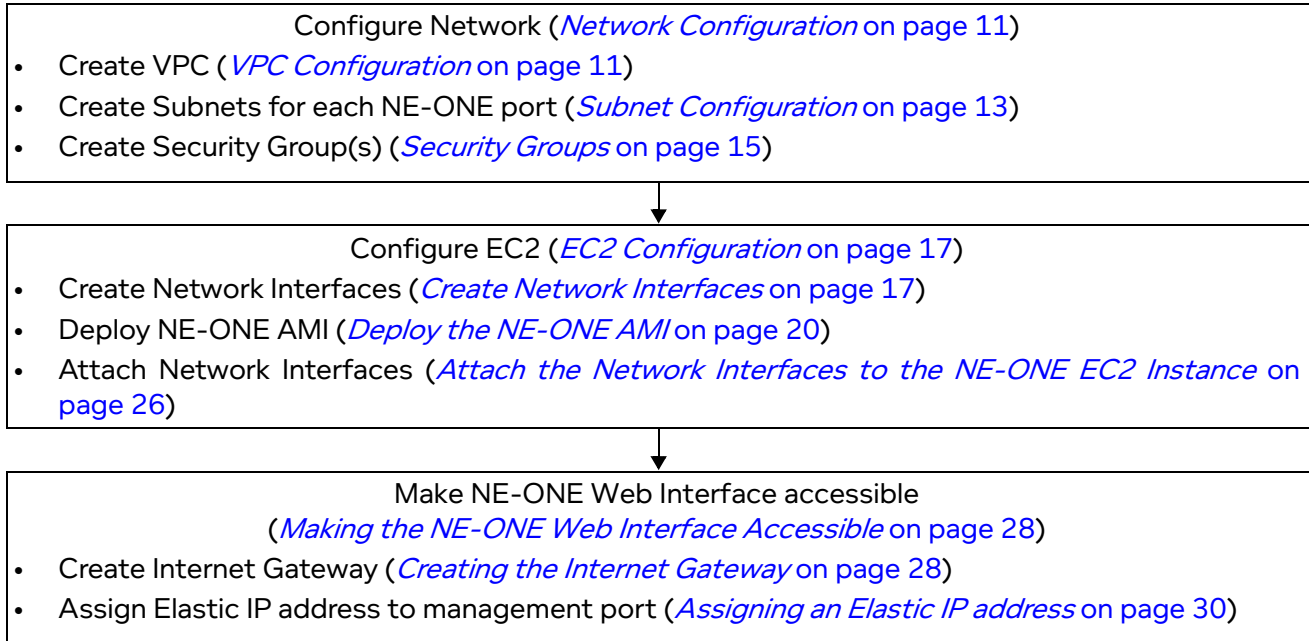 Configure Network (Network Configuration on page 11)
• Create VPC (VPC Configuration on page 11)
• Create Subnets for each NE-ONE port (Subnet Configuration on page 13)
• Create Security Group(s) (Security Groups on page 15)
Configure EC2 (EC2 Configuration on page 17)
• Create Network Interfaces (Create Network Interfaces on page 17)
• Deploy NE-ONE AMI (Deploy the NE-ONE AMI on page 20)
• Attach Network Interfaces (Attach the Network Interfaces to the NE-ONE EC2 Instance on
page 26)
Make NE-ONE Web Interface accessible
(Making the NE-ONE Web Interface Accessible on page 28)
• Create Internet Gateway (Creating the Internet Gateway on page 28)
• Assign Elastic IP address to management port (Assigning an Elastic IP address on page 30)